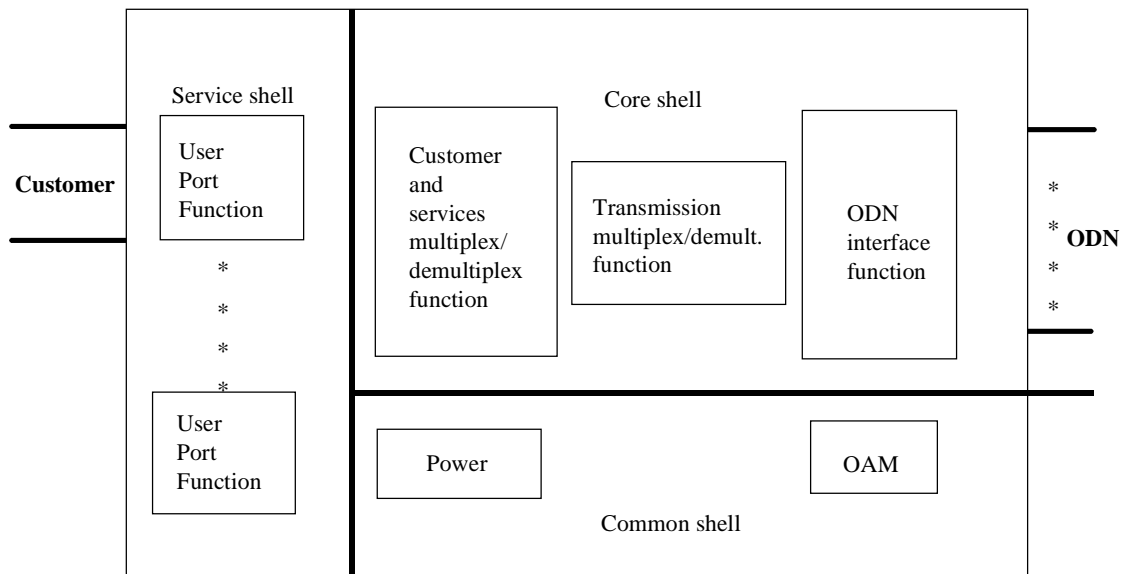 Service shell
Core shell
Customer
User
Port
Function
*
*
*
*
User
Port
Function
Customer
and
services
multiplex/
demultiplex
function
Transmission
multiplex/demult.
function
ODN
interface
function
*
*
*
*
ODN
Power
OAM
Common shell